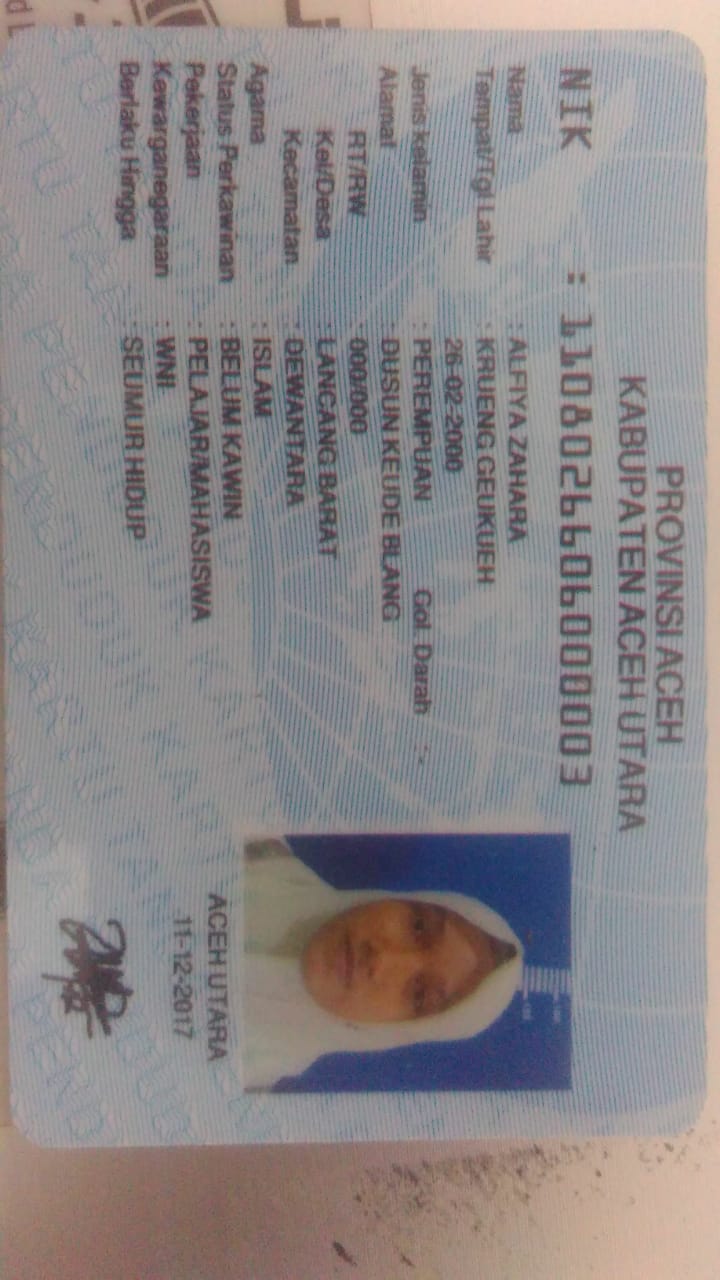 PROVINSI ACEH
KABUPATEN ACEH UTARA
NIK : 1108026606000003
Nama : ALFIYA ZAHARA
Tempat/Tgl Lahir : KRUENG GEUKUEH
26-02-2000
Jenis kelamin : PEREMPUAN Gol. Darah : -
Alamat : DUSUN KEUDE BLANG
RT/RW : 000/000
Kel/Desa : LANCANG BARAT
Kecamatan : DEWANTARA
Agama : ISLAM
Status Perkawinan : BELUM KAWIN
Pekerjaan : PELAJAR/MAHASISWA
Kewarganegaraan : WNI
Berlaku Hingga : SEUMUR HIDUP
ACEH UTARA
11-12-2017